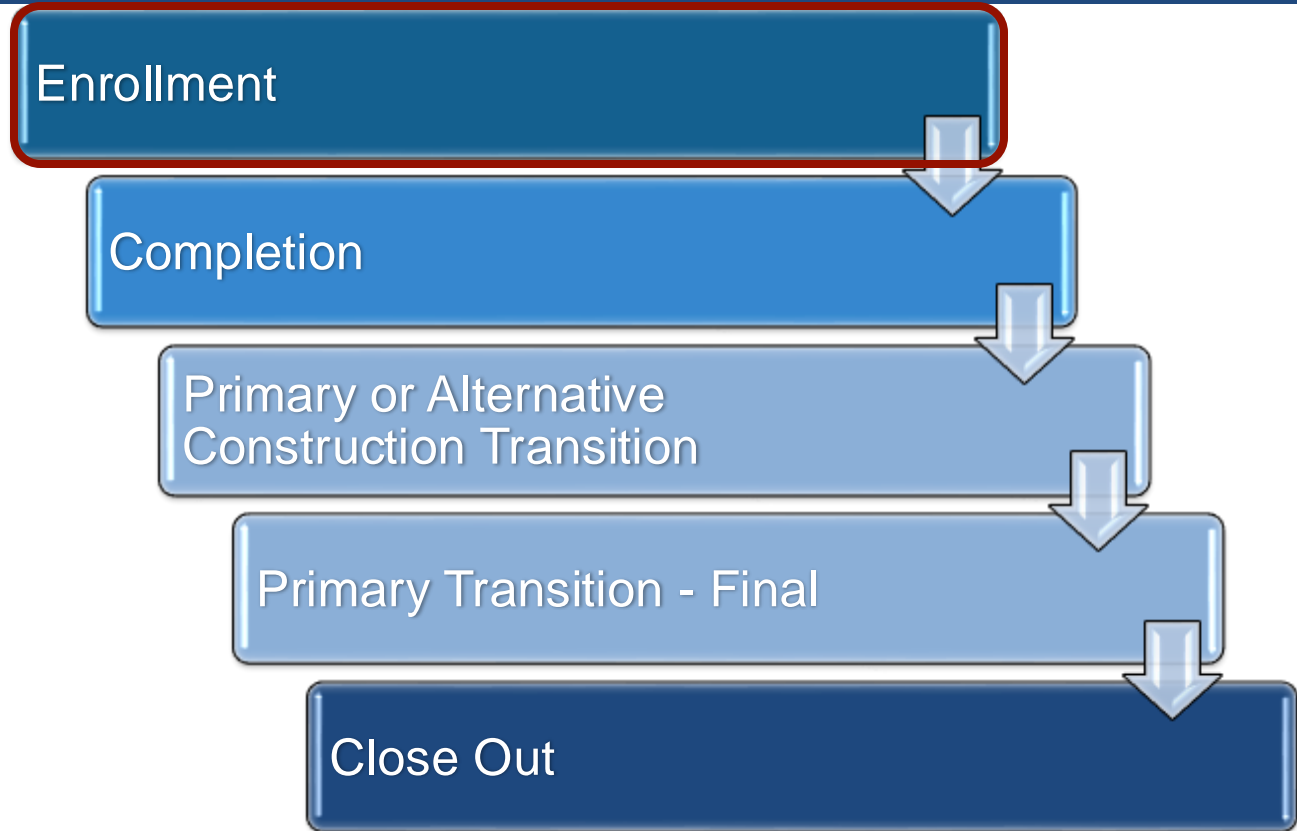 Enrollment
Completion
Primary or Alternative
Construction Transition
Primary Transition - Final
Close Out